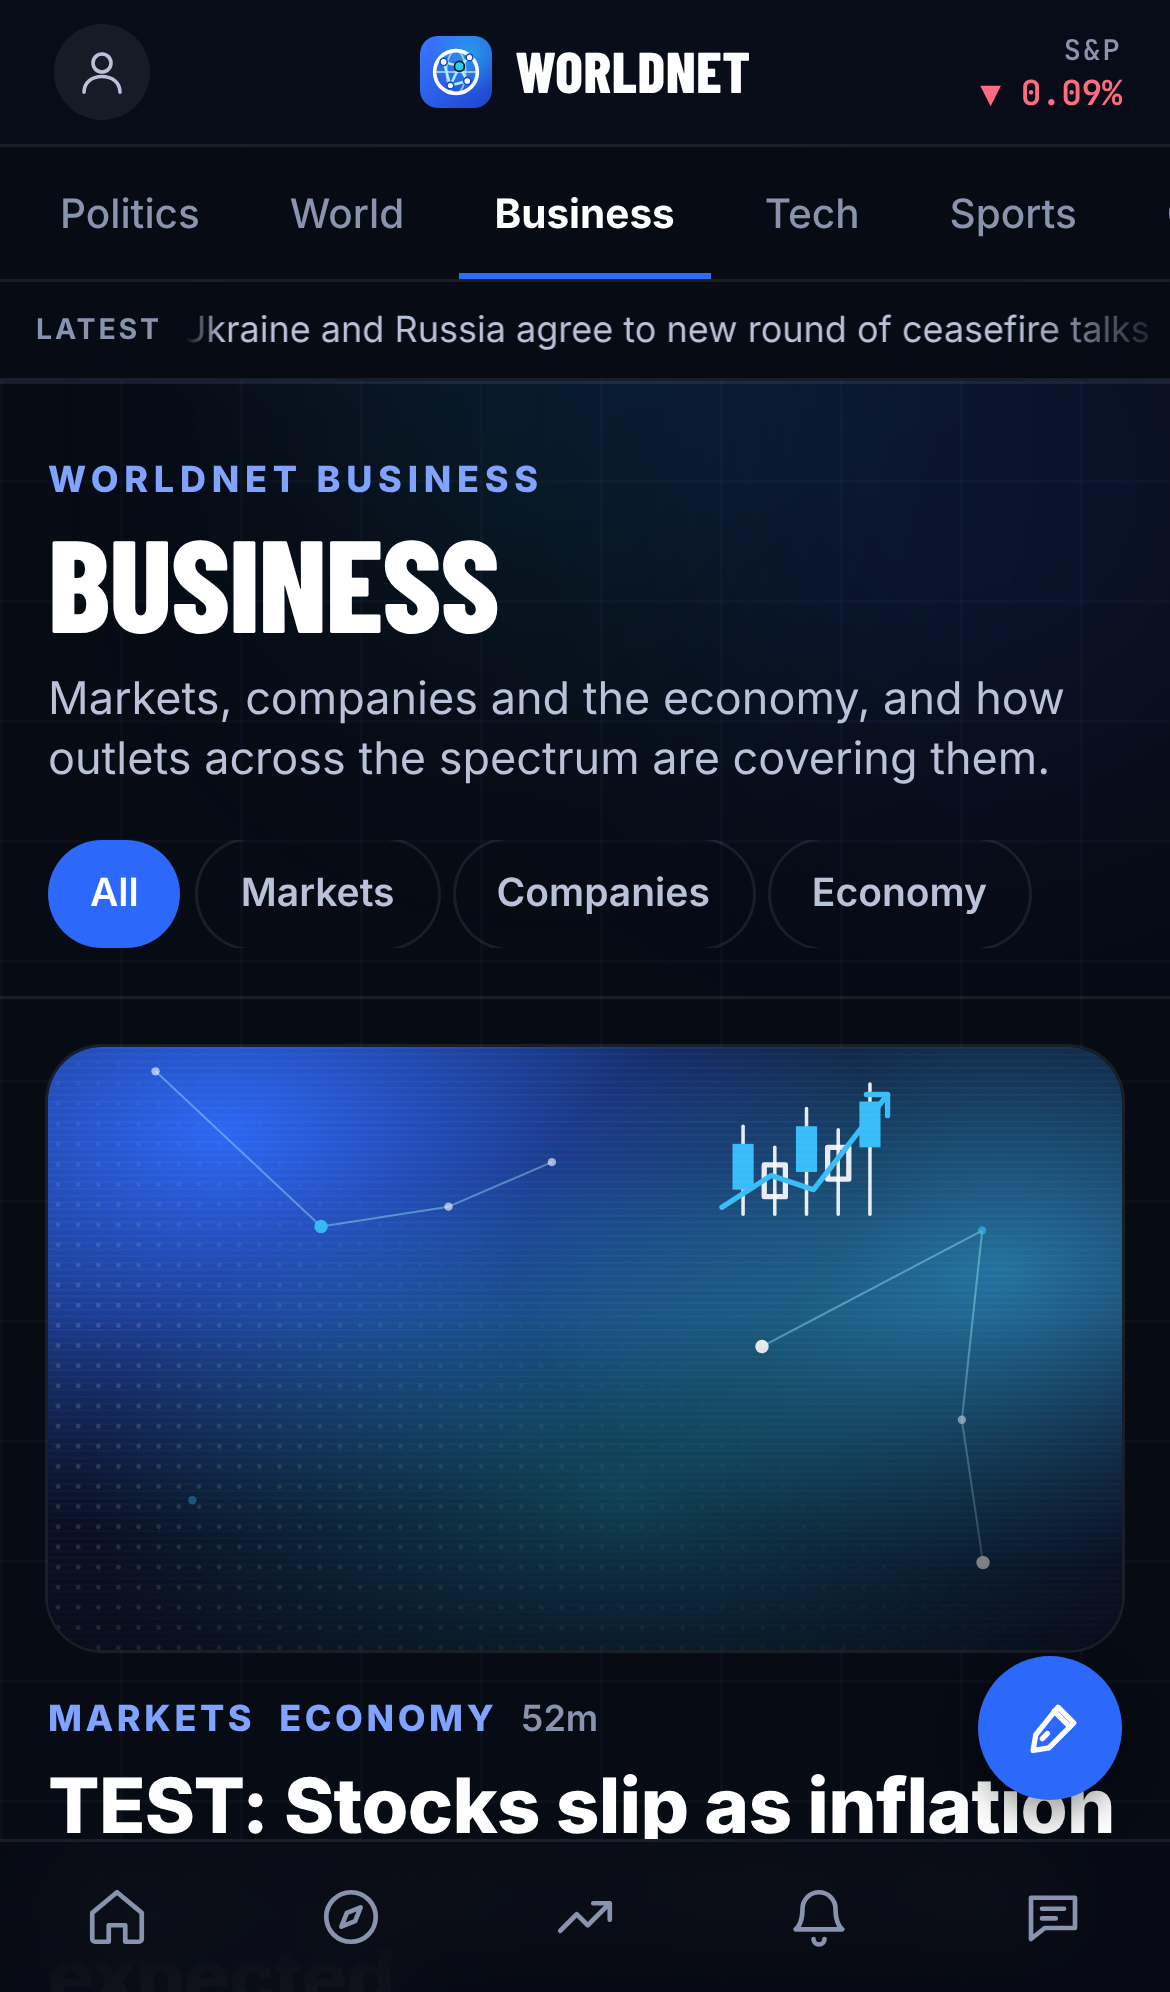 WORLDNET
S&P
▼ 0.09%
Politics World Business Tech Sports
LATEST Ukraine and Russia agree to new round of ceasefire talks
WORLDNET BUSINESS
BUSINESS
Markets, companies and the economy, and how
outlets across the spectrum are covering them.
All Markets Companies Economy
MARKETS ECONOMY 52m
TEST: Stocks slip as inflation
expected